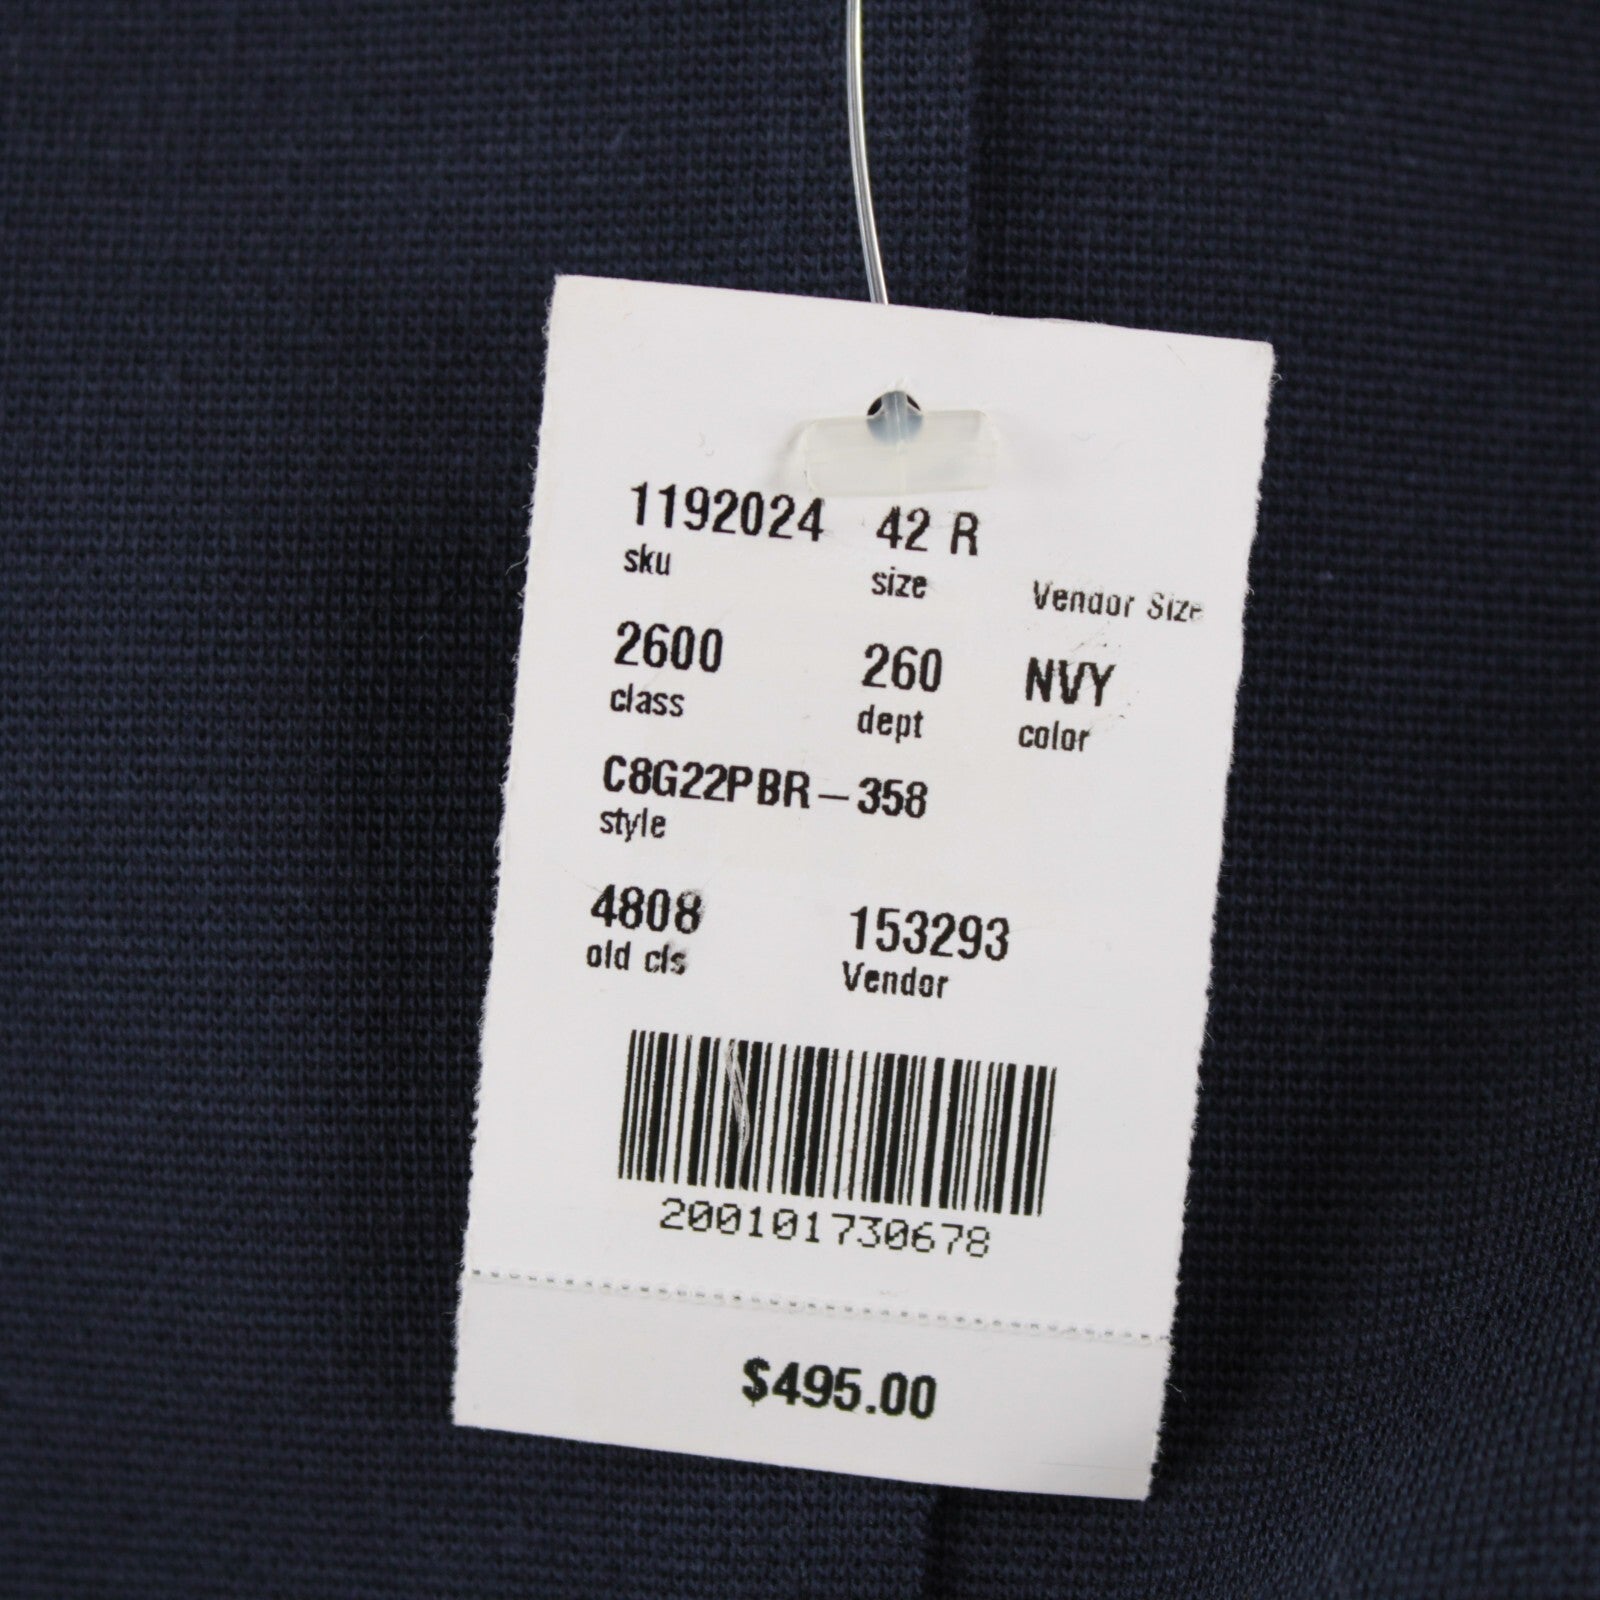 1192024 42 R
sku size Vendor Size
2600 260 NVY
class dept color
C8G22PBR-358
style
4808 153293
old cls Vendor
200101730678
$495.00